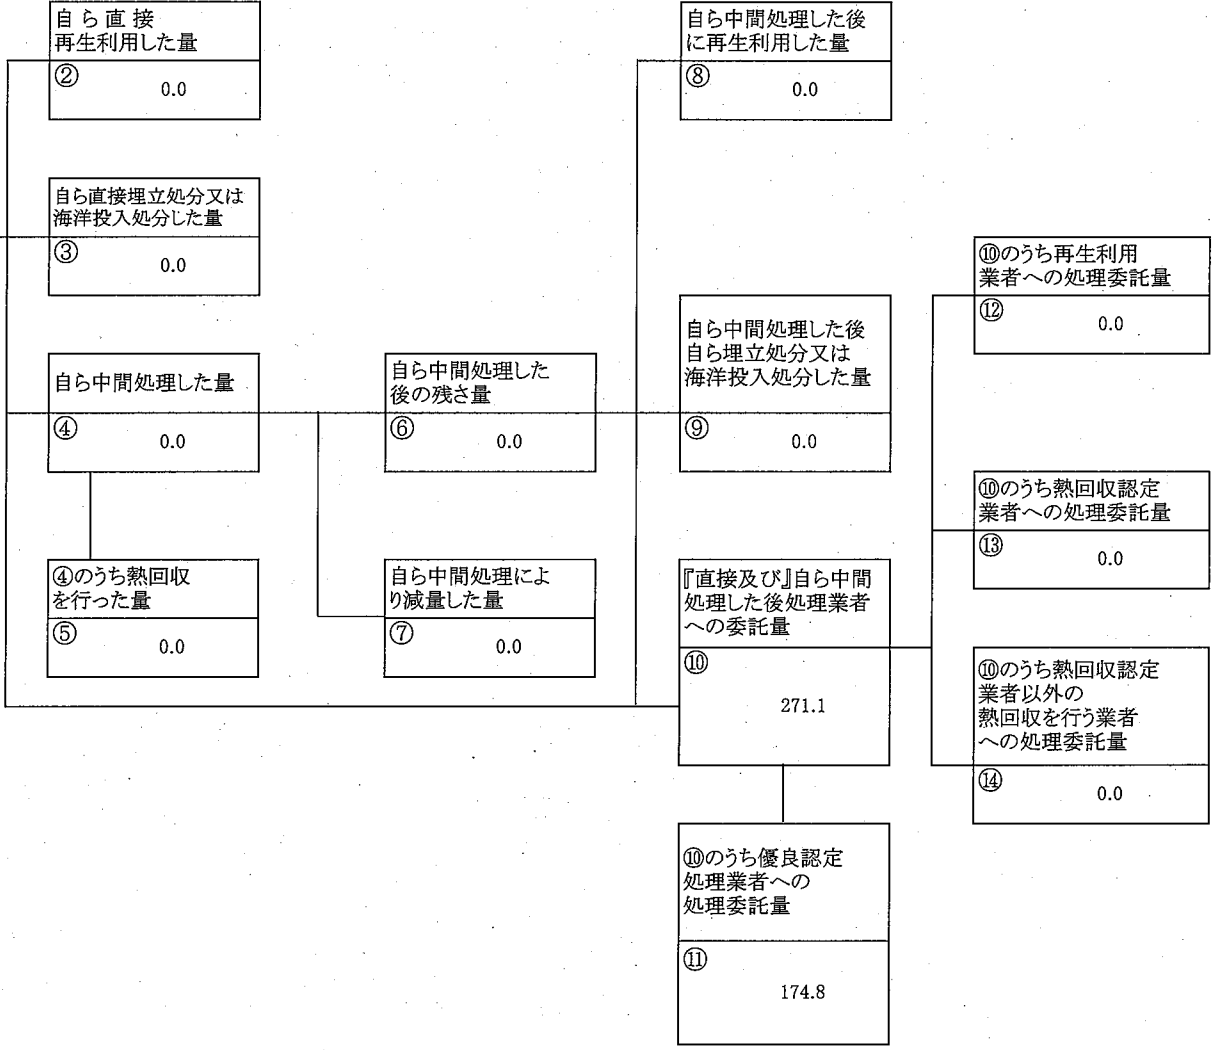 自ら直接
再生利用した量
② 0.0
自ら直接埋立処分又は
海洋投入処分した量
③ 0.0
自ら中間処理した量
④ 0.0
④のうち熱回収
を行った量
⑤ 0.0
自ら中間処理した
後の残さ量
⑥ 0.0
自ら中間処理によ
り減量した量
⑦ 0.0
自ら中間処理した後
に再生利用した量
⑧ 0.0
自ら中間処理した後
自ら埋立処分又は
海洋投入処分した量
⑨ 0.0
『直接及び』自ら中間
処理した後処理業者
への委託量
⑩
271.1
⑩のうち優良認定
処理業者への
処理委託量
⑪
174.8
⑩のうち再生利用
業者への処理委託量
⑫ 0.0
⑩のうち熱回収認定
業者への処理委託量
⑬ 0.0
⑩のうち熱回収認定
業者以外の
熱回収を行う業者
への処理委託量
⑭ 0.0